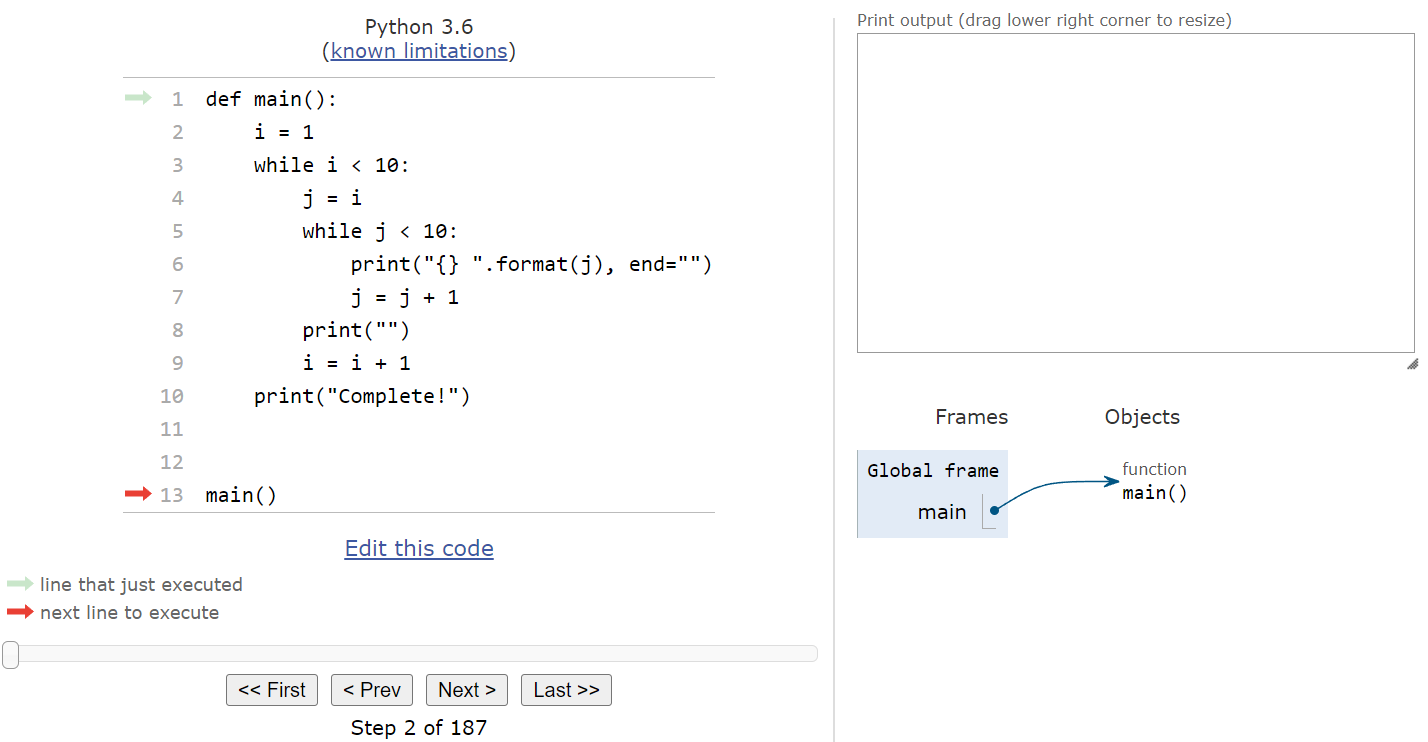 Python 3.6
(known limitations)
1 def main():
2     i = 1
3     while i < 10:
4         j = i
5         while j < 10:
6             print("{} ".format(j), end="")
7             j = j + 1
8         print("")
9         i = i + 1
10     print("Complete!")
11
12
13 main()
Edit this code
line that just executed
next line to execute
<< First < Prev Next > Last >>
Step 2 of 187
Print output (drag lower right corner to resize)
Frames Objects
Global frame
main
function
main()